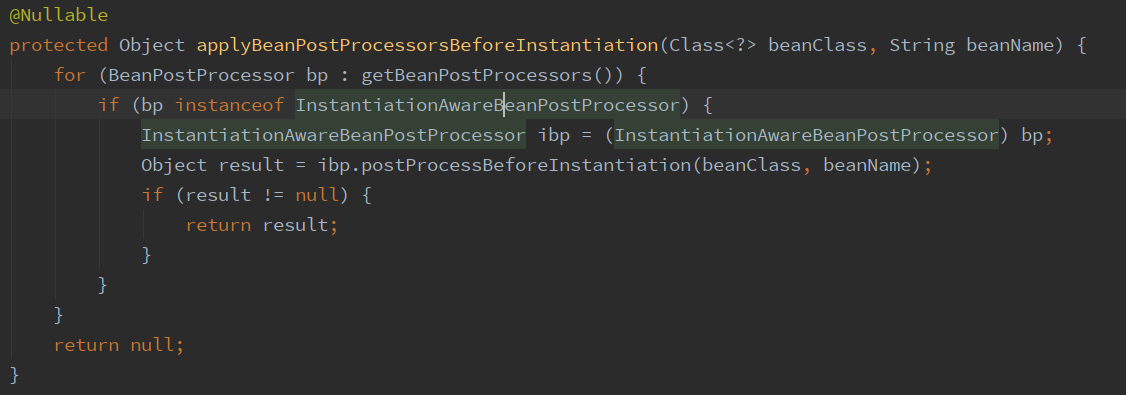 @Nullable
protected Object applyBeanPostProcessorsBeforeInstantiation(Class<?> beanClass, String beanName) {
    for (BeanPostProcessor bp : getBeanPostProcessors()) {
        if (bp instanceof InstantiationAwareBeanPostProcessor) {
            InstantiationAwareBeanPostProcessor ibp = (InstantiationAwareBeanPostProcessor) bp;
            Object result = ibp.postProcessBeforeInstantiation(beanClass, beanName);
            if (result != null) {
                return result;
            }
        }
    }
    return null;
}